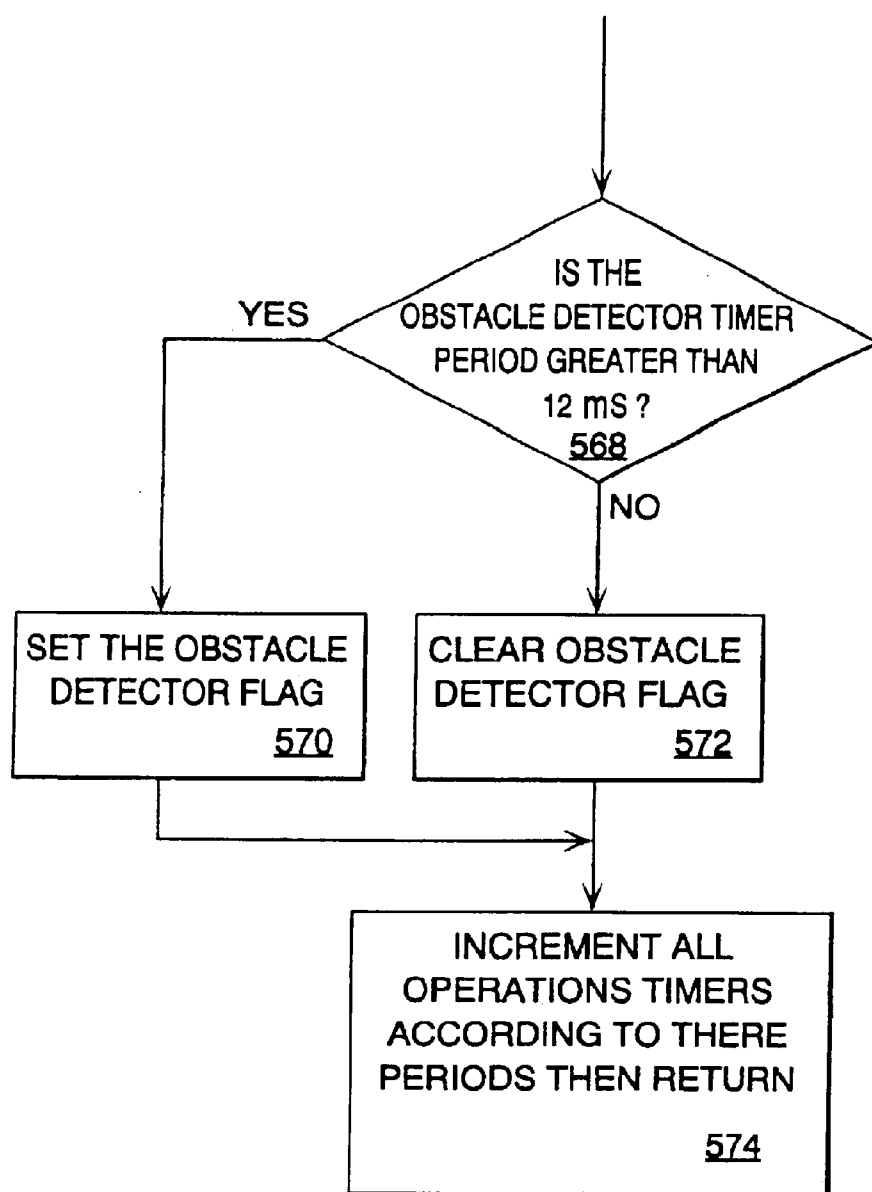 IS THE
OBSTACLE DETECTOR TIMER
PERIOD GREATER THAN
12 mS ?
568
YES
NO
SET THE OBSTACLE
DETECTOR FLAG
570
CLEAR OBSTACLE
DETECTOR FLAG
572
INCREMENT ALL
OPERATIONS TIMERS
ACCORDING TO THERE
PERIODS THEN RETURN
574